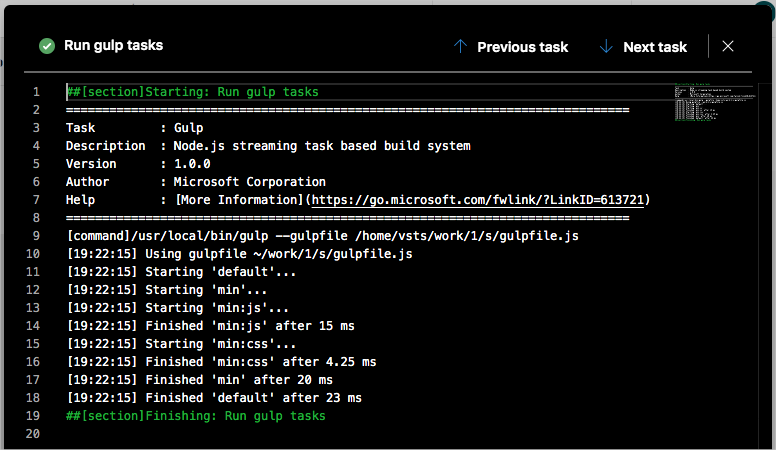 Run gulp tasks
Previous task
Next task
1 ##[section]Starting: Run gulp tasks
2 ==============================================================================
3 Task         : Gulp
4 Description  : Node.js streaming task based build system
5 Version      : 1.0.0
6 Author       : Microsoft Corporation
7 Help         : [More Information](https://go.microsoft.com/fwlink/?LinkID=613721)
8 ==============================================================================
9 [command]/usr/local/bin/gulp --gulpfile /home/vsts/work/1/s/gulpfile.js
10 [19:22:15] Using gulpfile ~/work/1/s/gulpfile.js
11 [19:22:15] Starting 'default'...
12 [19:22:15] Starting 'min'...
13 [19:22:15] Starting 'min:js'...
14 [19:22:15] Finished 'min:js' after 15 ms
15 [19:22:15] Starting 'min:css'...
16 [19:22:15] Finished 'min:css' after 4.25 ms
17 [19:22:15] Finished 'min' after 20 ms
18 [19:22:15] Finished 'default' after 23 ms
19 ##[section]Finishing: Run gulp tasks
20